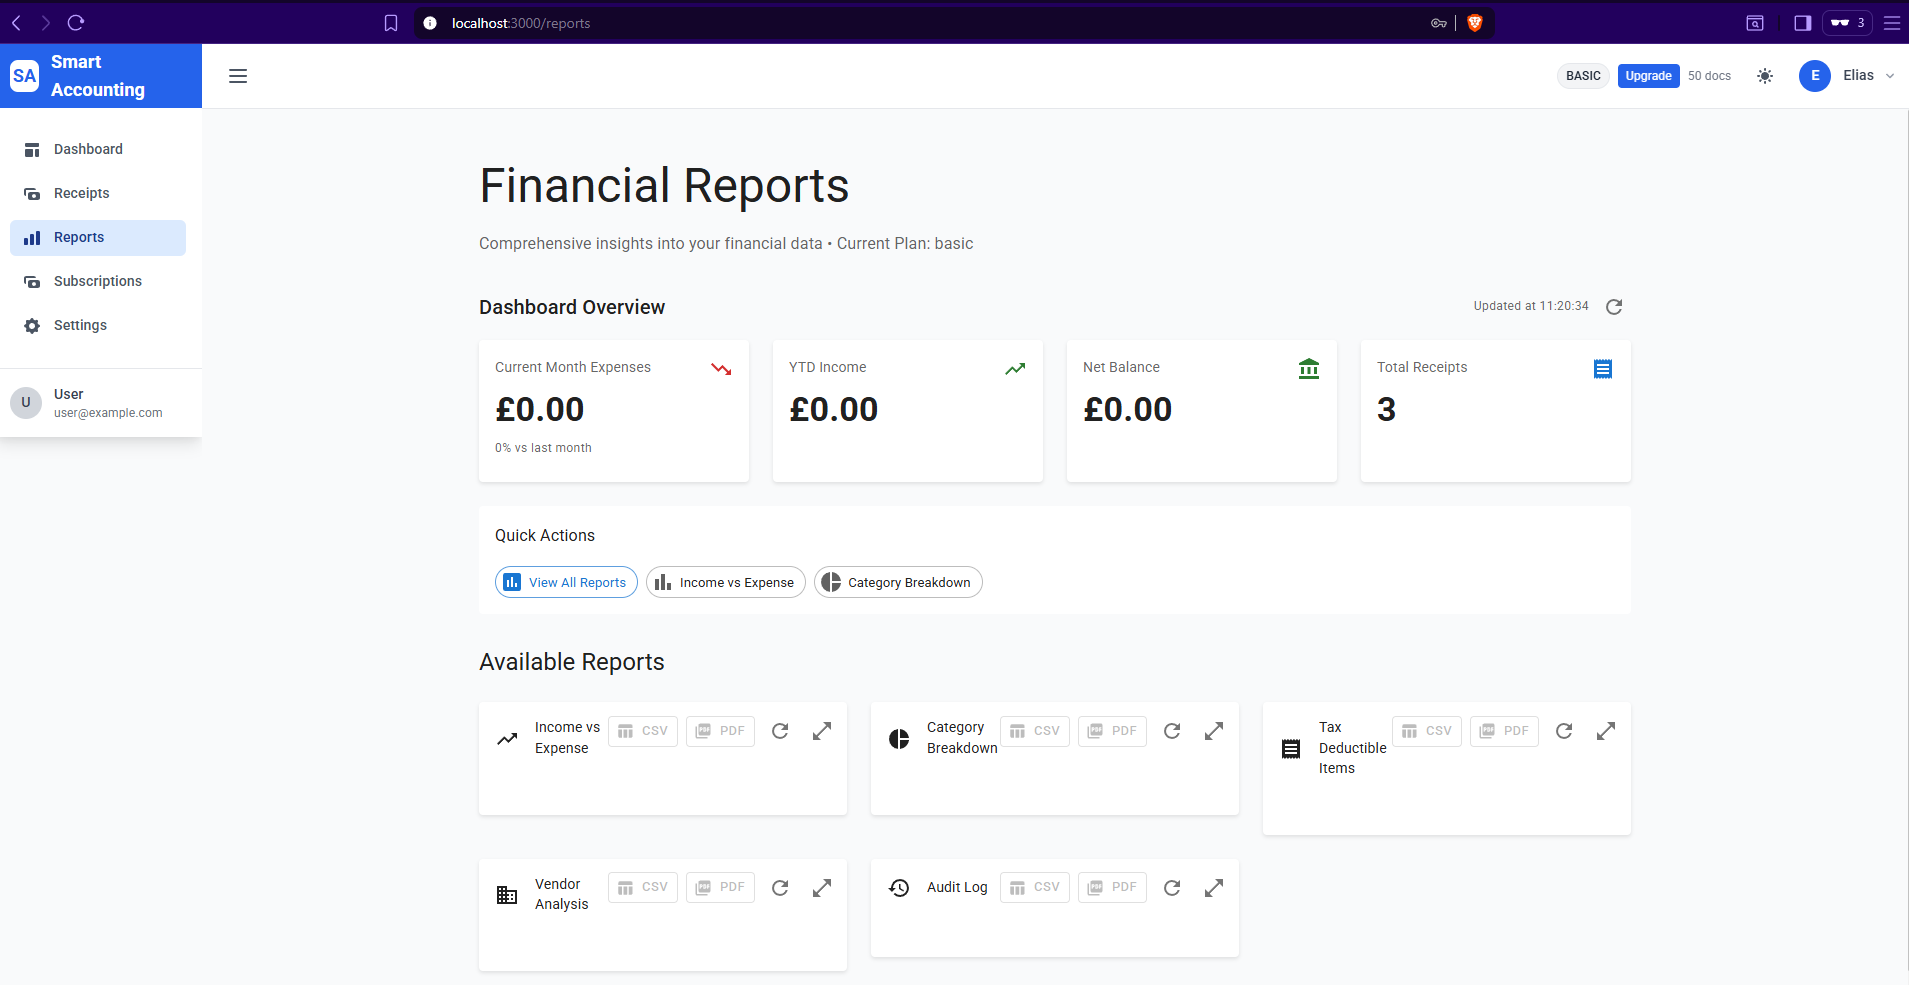 localhost:3000/reports
3
SA
Smart
Accounting
BASIC
Upgrade
50 docs
E
Elias
Dashboard
Receipts
Reports
Subscriptions
Settings
U
User
user@example.com
Financial Reports
Comprehensive insights into your financial data • Current Plan: basic
Dashboard Overview
Updated at 11:20:34
Current Month Expenses
£0.00
0% vs last month
YTD Income
£0.00
Net Balance
£0.00
Total Receipts
3
Quick Actions
View All Reports
Income vs Expense
Category Breakdown
Available Reports
Income vs
Expense
CSV
PDF
Category
Breakdown
CSV
PDF
Tax
Deductible
Items
CSV
PDF
Vendor
Analysis
CSV
PDF
Audit Log
CSV
PDF